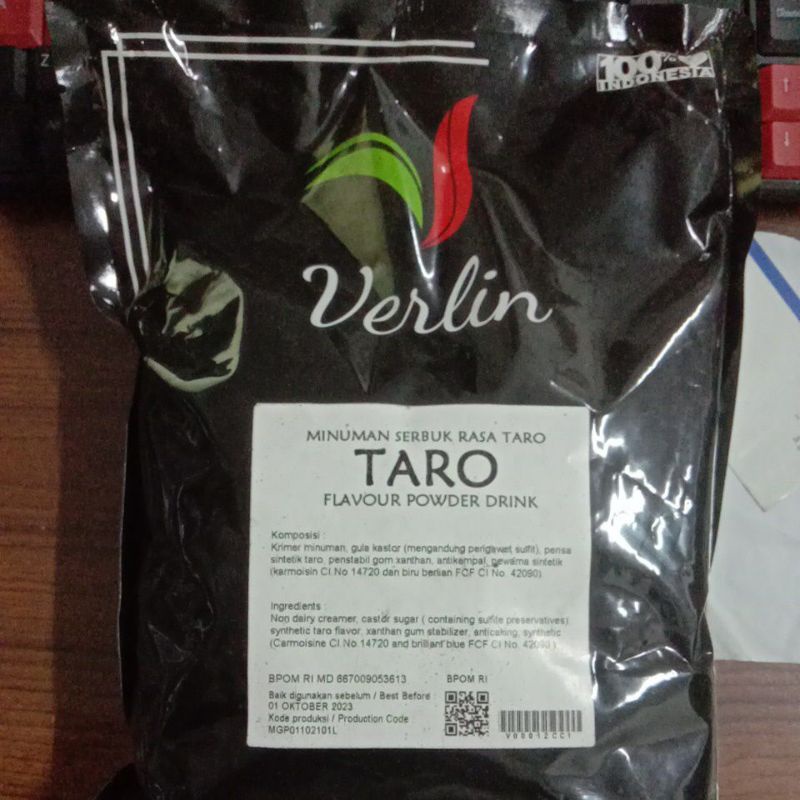 100%
INDONESIA
Verlin
MINUMAN SERBUK RASA TARO
TARO
FLAVOUR POWDER DRINK
Komposisi :
Krimer minuman, gula kastor (mengandung pengawet sulfit), perisa
sintetik taro, penstabil gom xanthan, antikempal, pewarna sintetik
(karmoisin CI No 14720 dan biru berlian FCF CI No. 42090)
Ingredients :
Non dairy creamer, castor sugar ( containing sulfite preservatives)
synthetic taro flavor, xanthan gum stabilizer, anticaking, synthetic
(Carmoisine CI No. 14720 and brilliant blue FCF CI No. 42090 )
BPOM RI MD 667009053613
BPOM RI
Baik digunakan sebelum / Best Before
01 OKTOBER 2023
Kode produksi / Production Code
MGP01102101L
V00012CC1